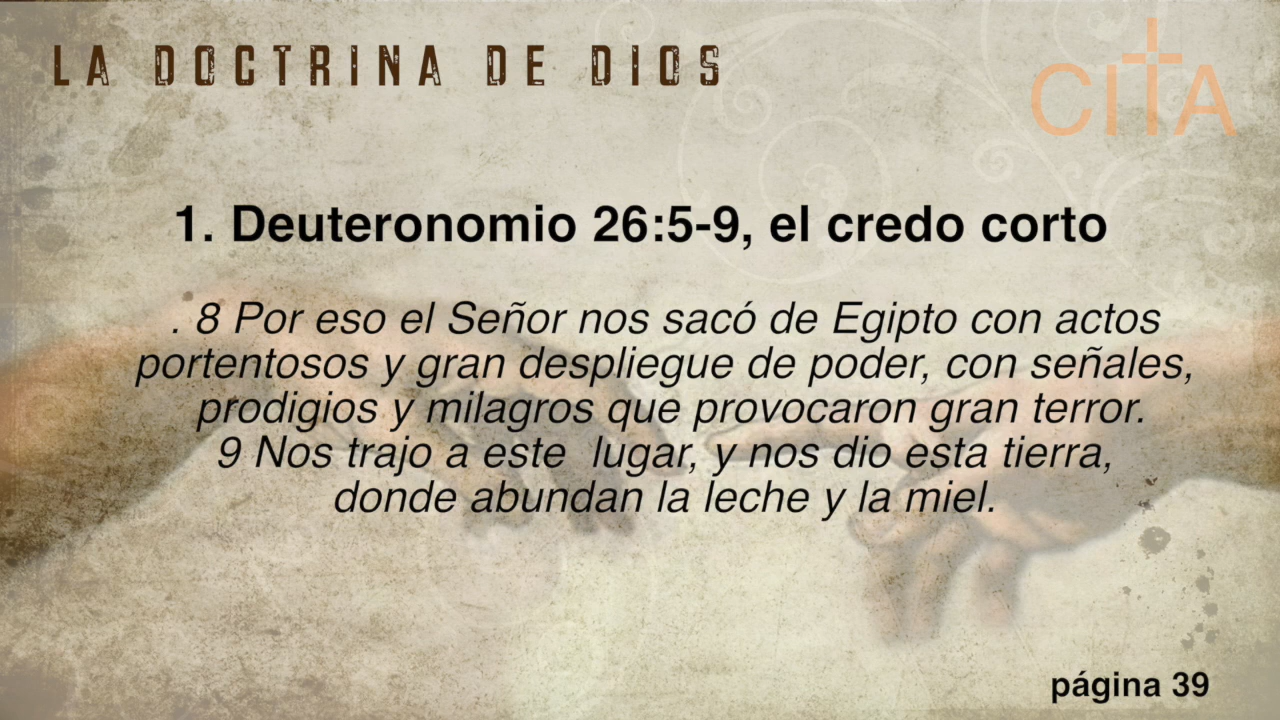 LA DOCTRINA DE DIOS
CITA
1. Deuteronomio 26:5-9, el credo corto
. 8 Por eso el Señor nos sacó de Egipto con actos
portentosos y gran despliegue de poder, con señales,
prodigios y milagros que provocaron gran terror.
9 Nos trajo a este  lugar, y nos dio esta tierra,
donde abundan la leche y la miel.
página 39